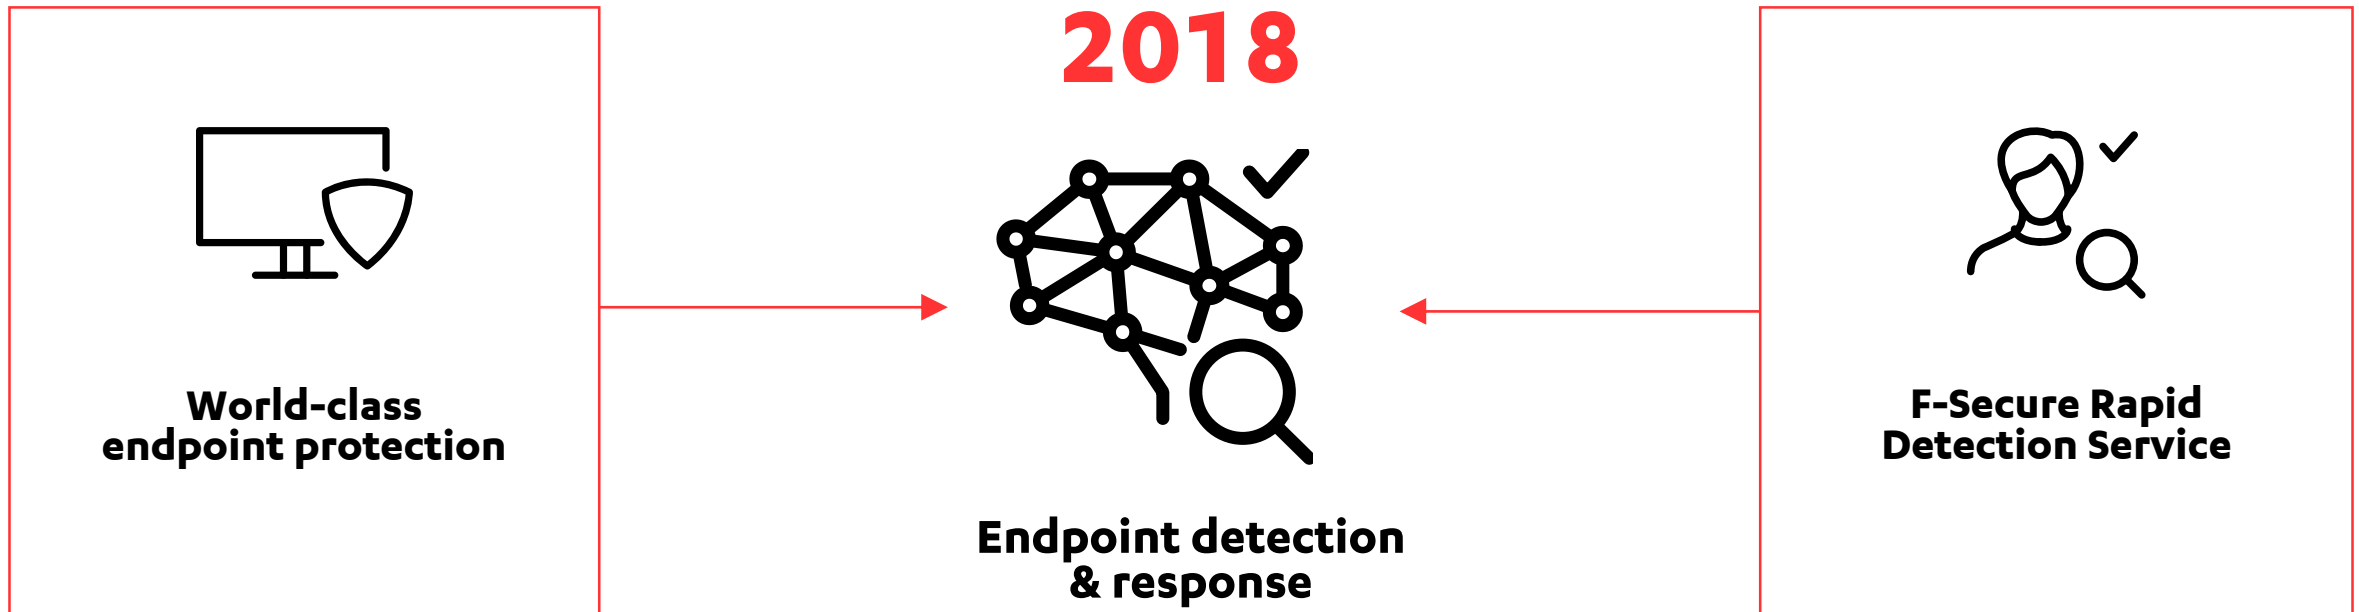 2018
World-class
endpoint protection
F-Secure Rapid
Detection Service
Endpoint detection
& response